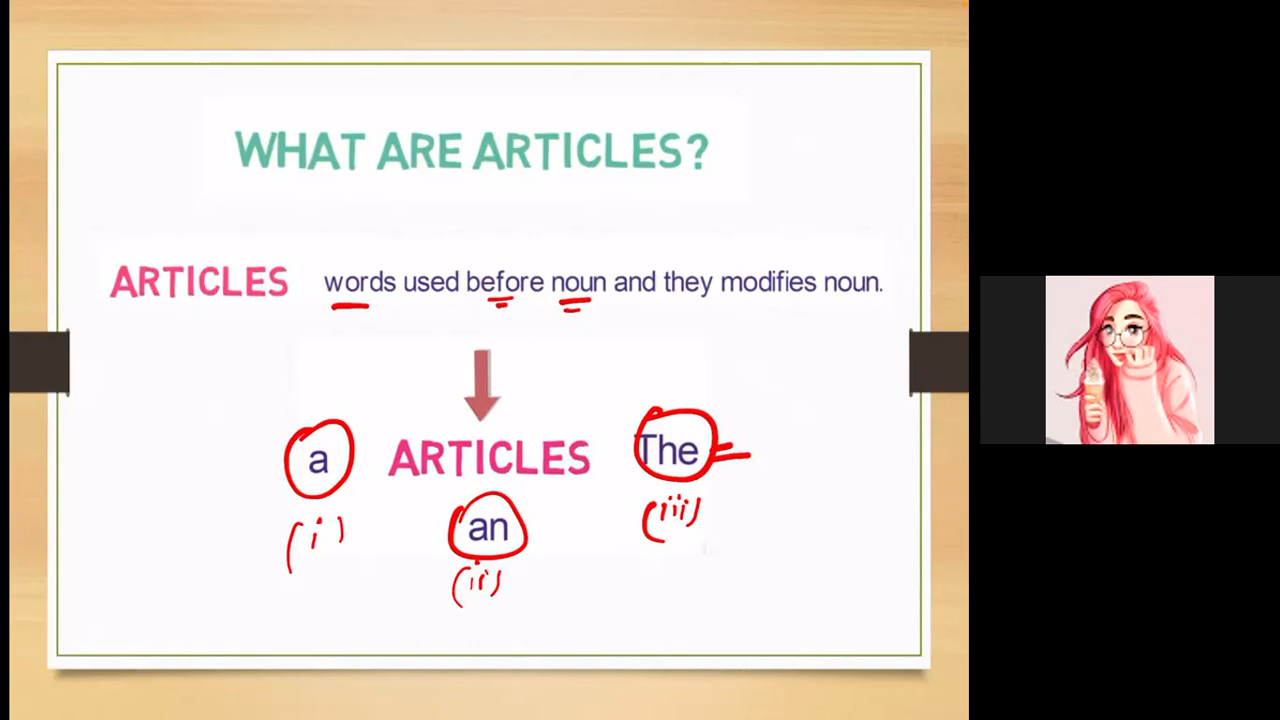 WHAT ARE ARTICLES?
ARTICLES words used before noun and they modifies noun.
a ARTICLES The
(i) an (iii)
(ii)